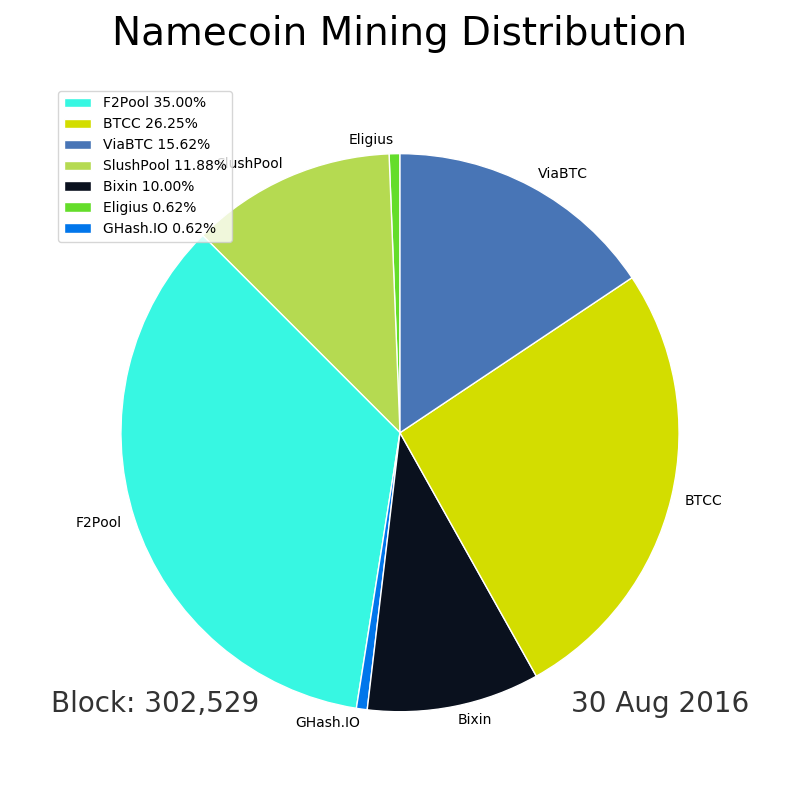 Namecoin Mining Distribution
F2Pool 35.00%
BTCC 26.25%
ViaBTC 15.62%
SlushPool 11.88%
Bixin 10.00%
Eligius 0.62%
GHash.IO 0.62%
Eligius
SlushPool
ViaBTC
BTCC
F2Pool
Block: 302,529
30 Aug 2016
GHash.IO
Bixin